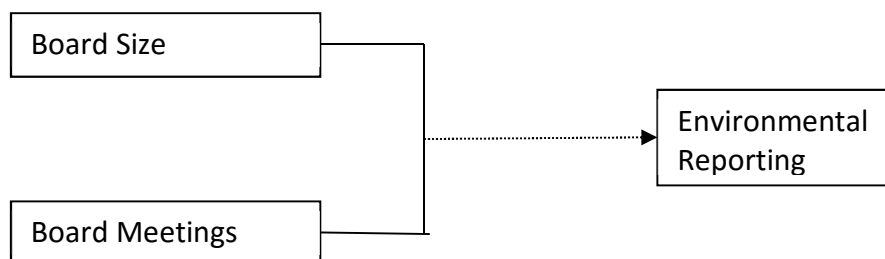 Board Size
Environmental
Reporting
Board Meetings